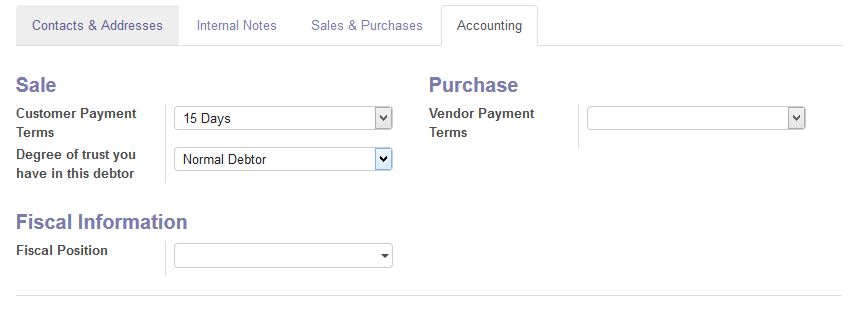 Contacts & Addresses
Internal Notes
Sales & Purchases
Accounting
Sale
Customer Payment
Terms
15 Days
Degree of trust you
have in this debtor
Normal Debtor
Purchase
Vendor Payment
Terms
Fiscal Information
Fiscal Position